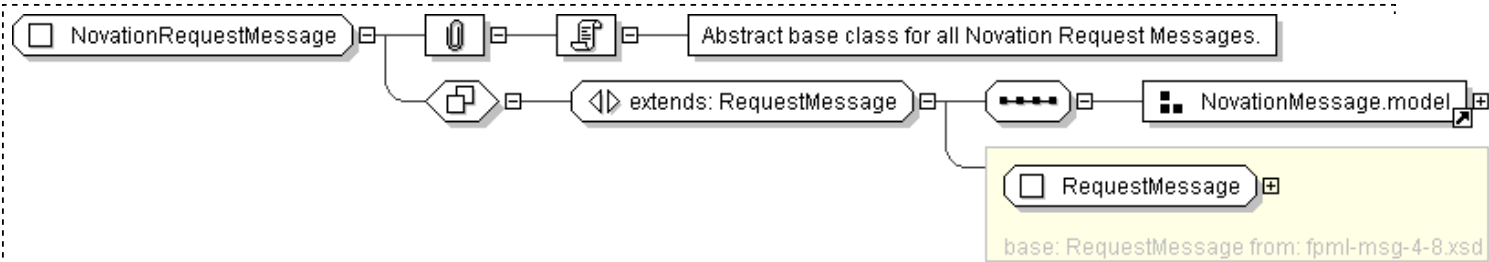 NovationRequestMessage
Abstract base class for all Novation Request Messages.
extends: RequestMessage
NovationMessage.model
RequestMessage
base: RequestMessage from: fpml-msg-4-8.xsd